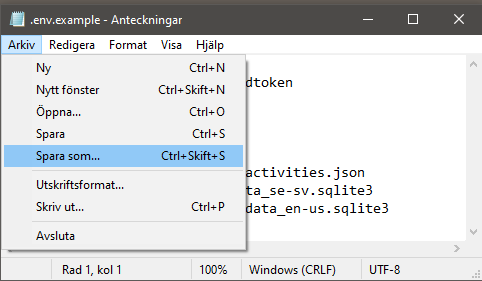 .env.example - Anteckningar
Arkiv Redigera Format Visa Hjälp
Ny Ctrl+N
Nytt fönster Ctrl+Skift+N
dtoken
Öppna... Ctrl+O
Spara Ctrl+S
Spara som... Ctrl+Skift+S
activities.json
Utskriftsformat...
ta_se-sv.sqlite3
Skriv ut... Ctrl+P
data_en-us.sqlite3
Avsluta
Rad 1, kol 1 100% Windows (CRLF) UTF-8